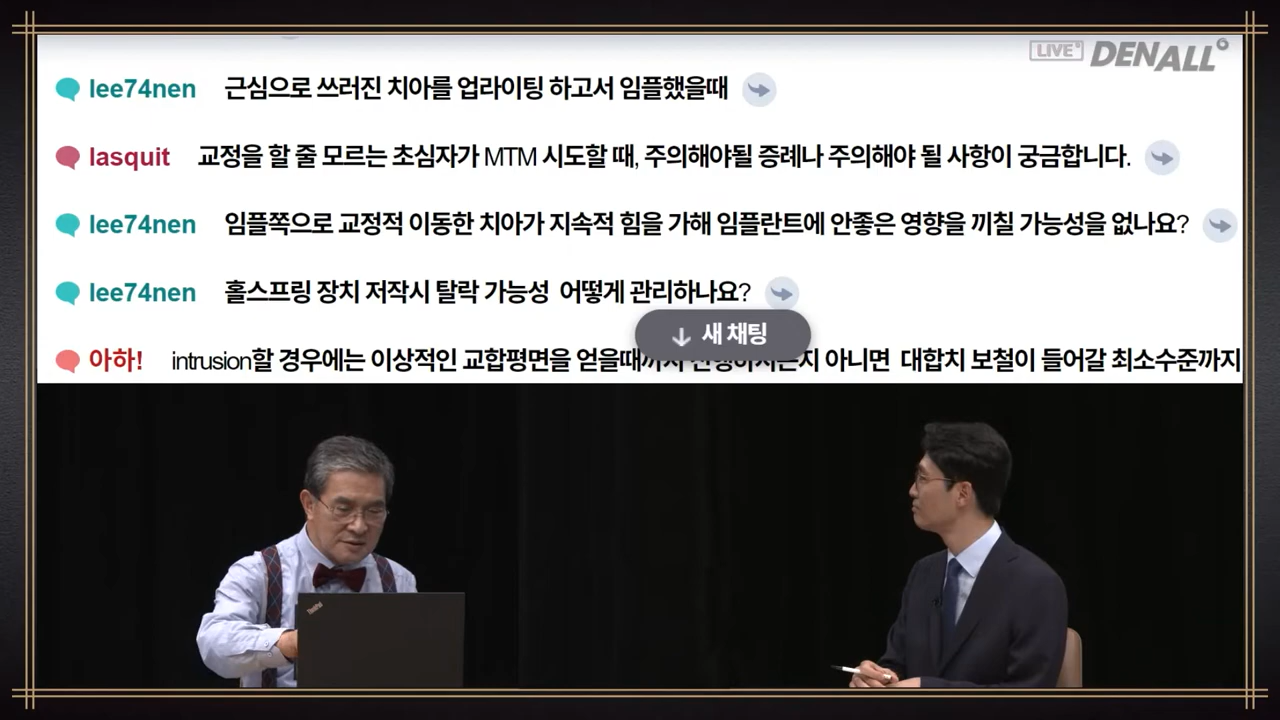 LIVE DENALL
lee74nen 근심으로 쓰러진 치아를 업라이팅 하고서 임플했을때
lasquit 교정을 할 줄 모르는 초심자가 MTM 시도할 때, 주의해야될 증례나 주의해야 될 사항이 궁금합니다.
lee74nen 임플쪽으로 교정적 이동한 치아가 지속적 힘을 가해 임플란트에 안좋은 영향을 끼칠 가능성을 없나요?
lee74nen 홀스프링 장치 저작시 탈락 가능성 어떻게 관리하나요?
새 채팅
아하! intrusion할 경우에는 이상적인 교합평면을 얻을때까지 아니면 대합치 보철이 들어갈 최소수준까지
ThinkPad